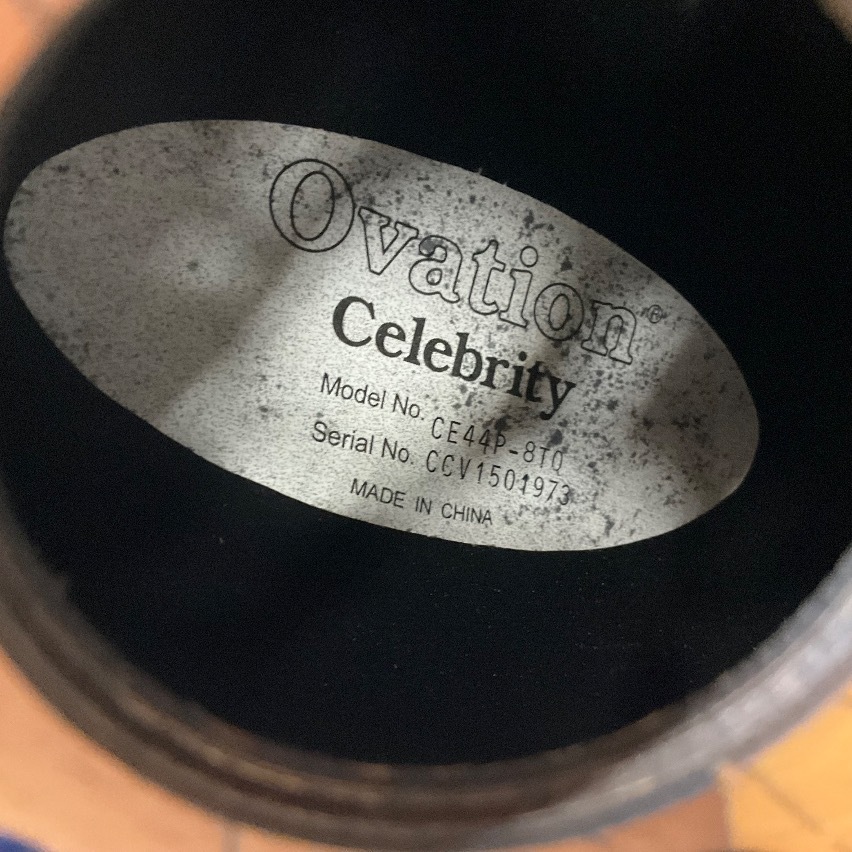 Ovation®
Celebrity
Model No. CE44P-8TQ
Serial No. CCV1501973
MADE IN CHINA